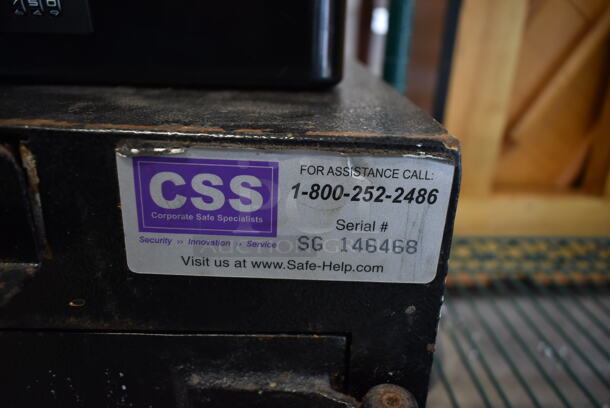 CSS
Corporate Safe Specialists
Security ›› Innovation ›› Service
FOR ASSISTANCE CALL:
1-800-252-2486
Serial #
SG 146468
Visit us at www.Safe-Help.com